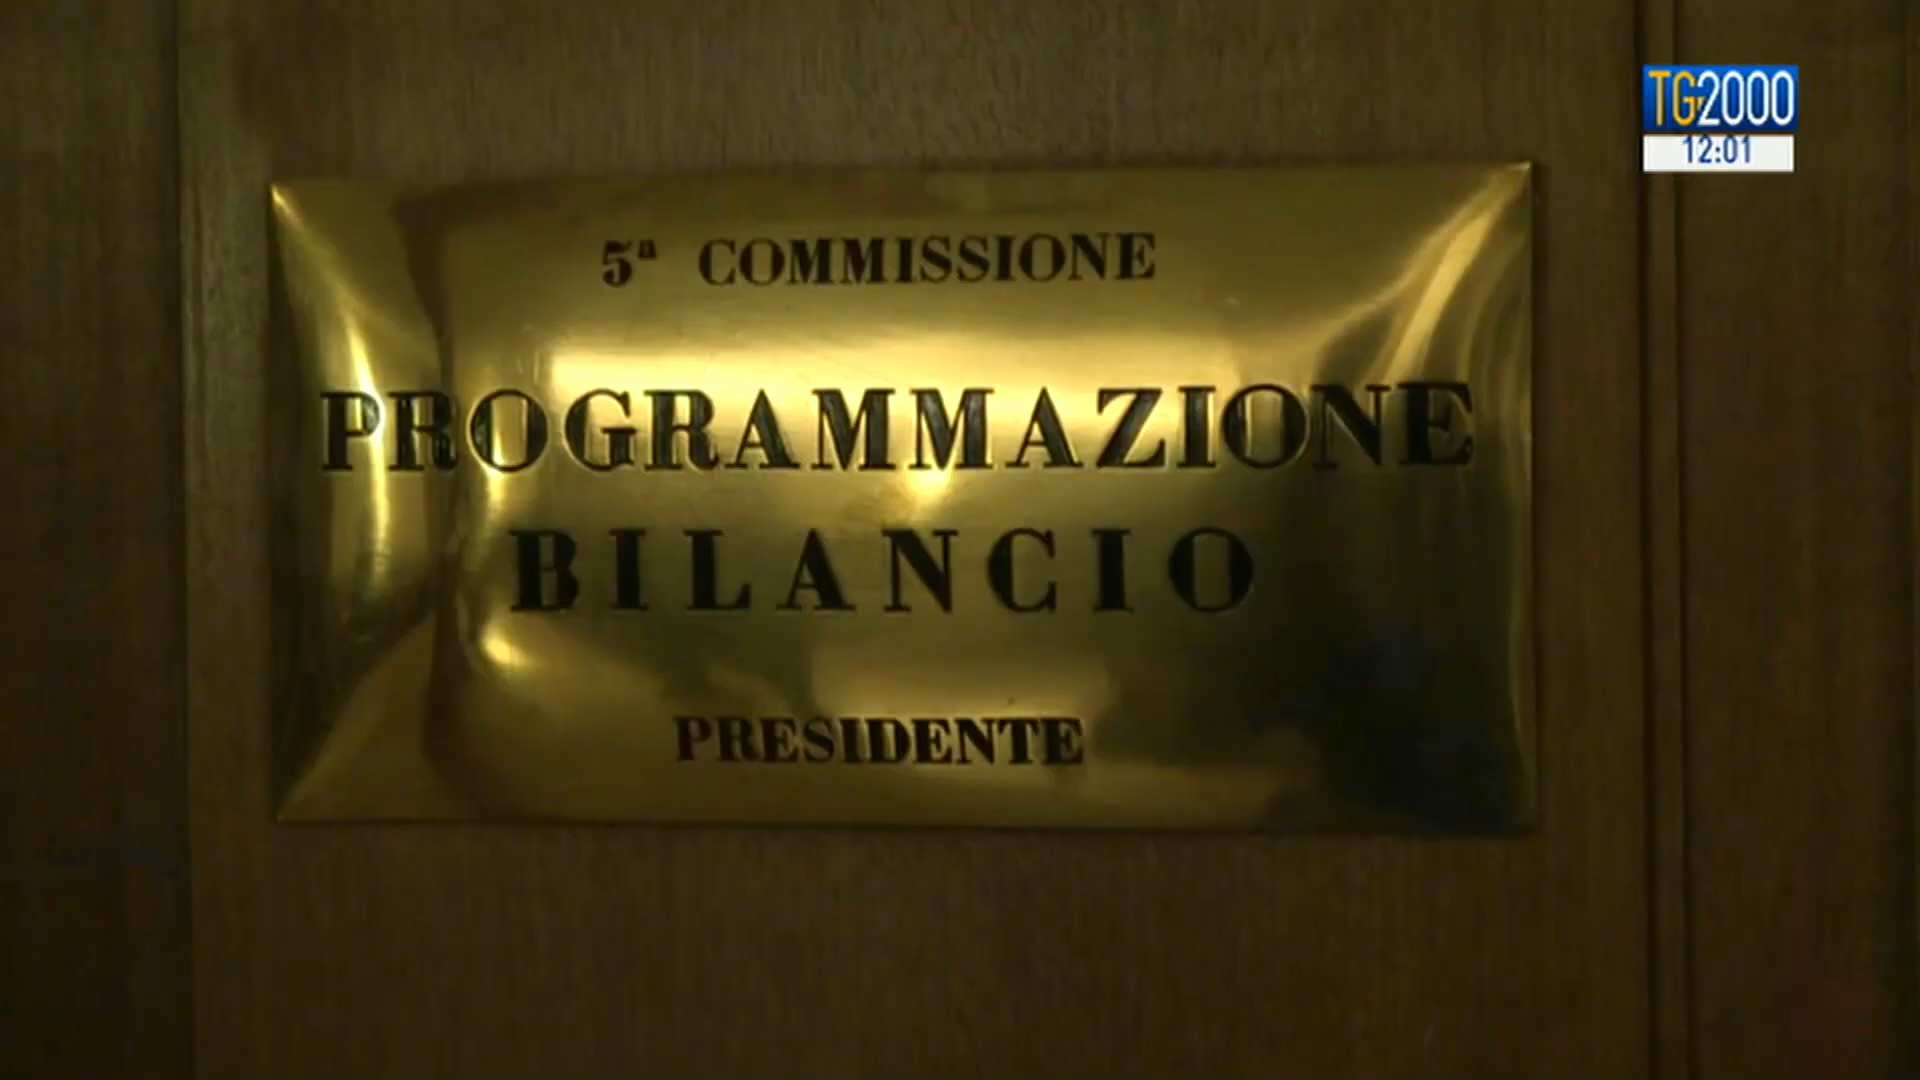 TG2000
12:01
5ª COMMISSIONE
PROGRAMMAZIONE
BILANCIO
PRESIDENTE